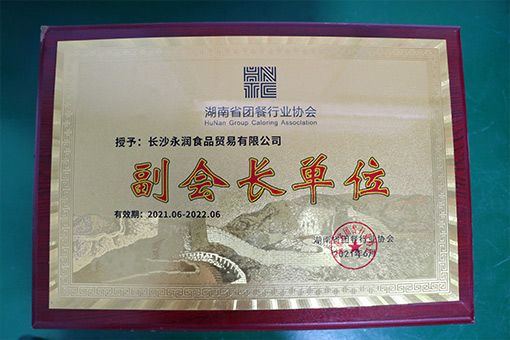 湖南省团餐行业协会
HuNan Group Caloring Association
授予：长沙永润食品贸易有限公司
副会长单位
有效期：2021.06-2022.06
湖南省团餐行业协会
2021年6月